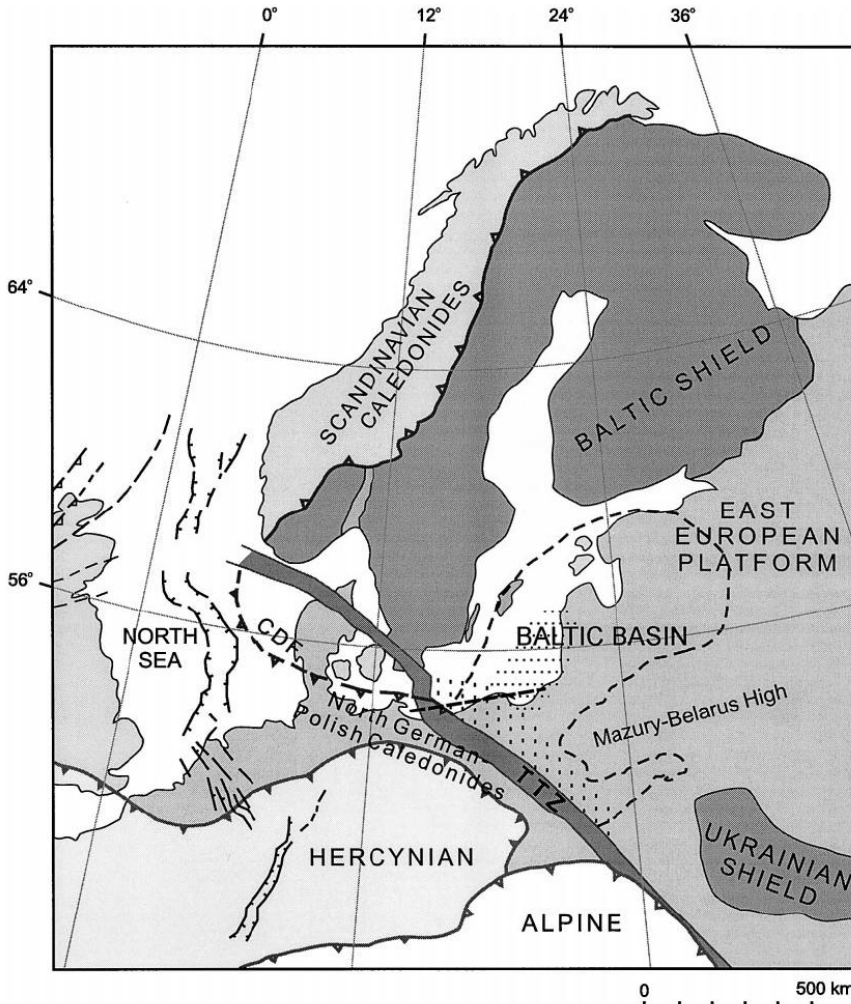 0° 12° 24° 36°
64°
SCANDINAVIAN
CALEDONIDES
BALTIC SHIELD
EAST
EUROPEAN
PLATFORM
56°
NORTH
SEA
CDF
BALTIC BASIN
North German-
Polish Caledonides
Mazury-Belarus High
TTZ
HERCYNIAN
UKRAINIAN
SHIELD
ALPINE
0 500 km